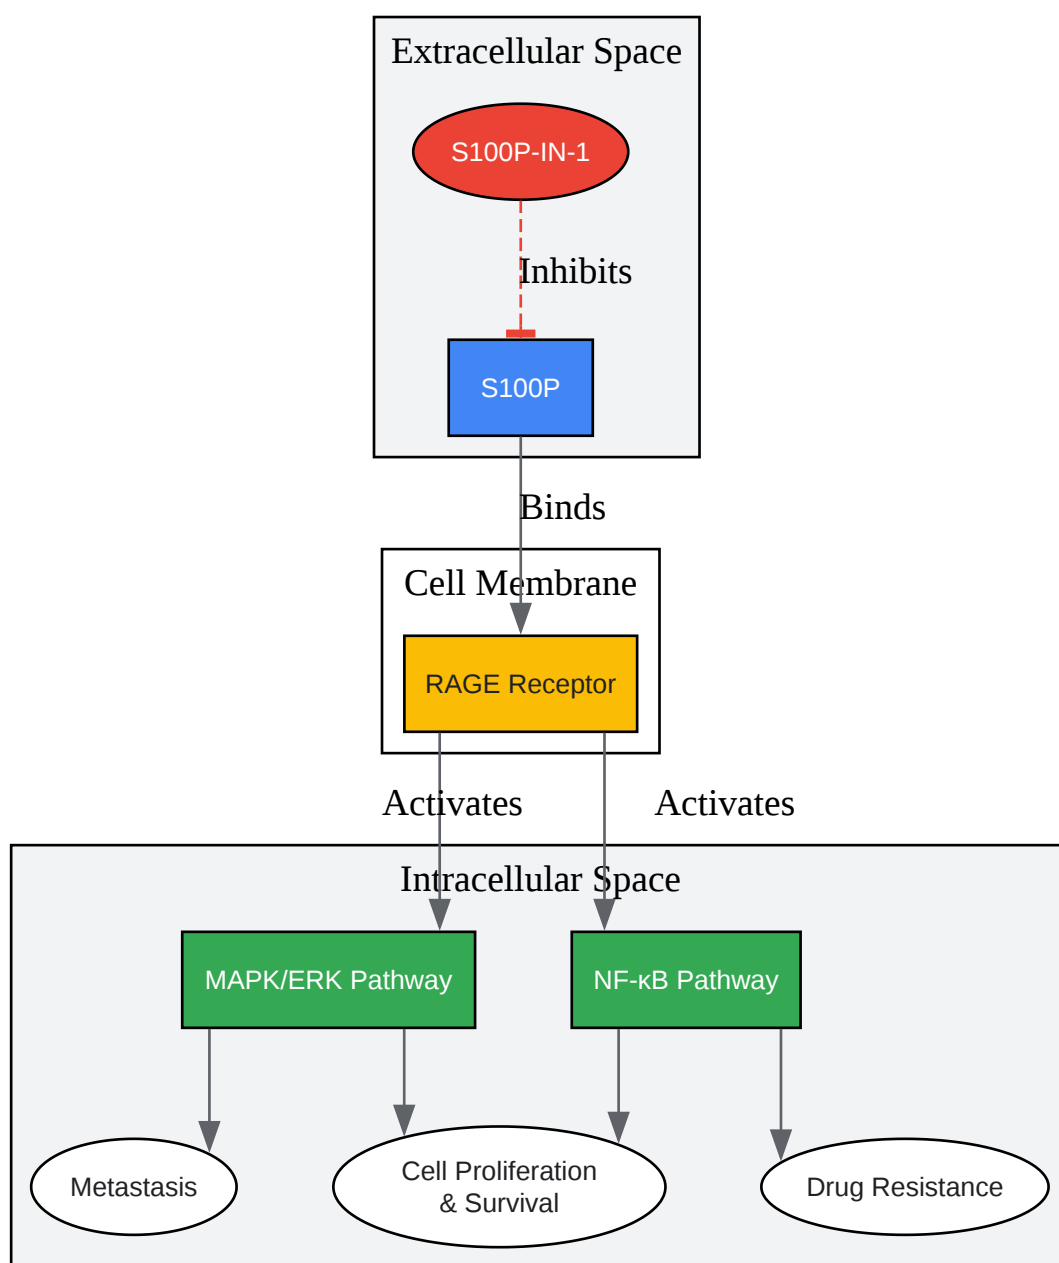 Extracellular Space
S100P-IN-1
Inhibits
S100P
Binds
Cell Membrane
RAGE Receptor
Activates
Activates
Intracellular Space
MAPK/ERK Pathway
NF-κB Pathway
Metastasis
Cell Proliferation
& Survival
Drug Resistance